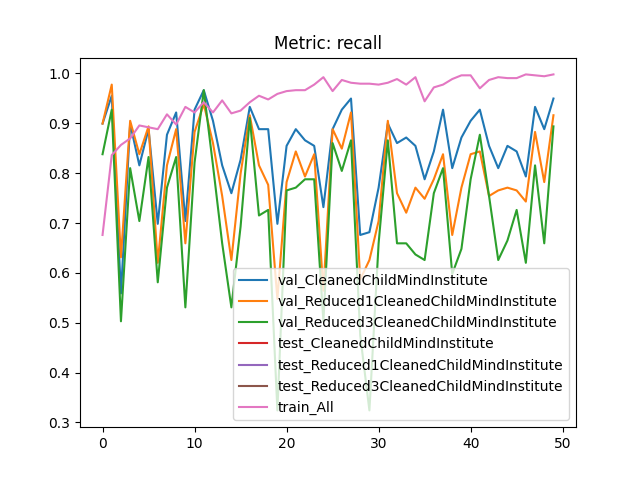 Metric: recall
1.0
0.9
0.8
0.7
0.6
0.5
0.4
0.3
val_CleanedChildMindInstitute
val_Reduced1CleanedChildMindInstitute
val_Reduced3CleanedChildMindInstitute
test_CleanedChildMindInstitute
test_Reduced1CleanedChildMindInstitute
test_Reduced3CleanedChildMindInstitute
train_All
0 10 20 30 40 50